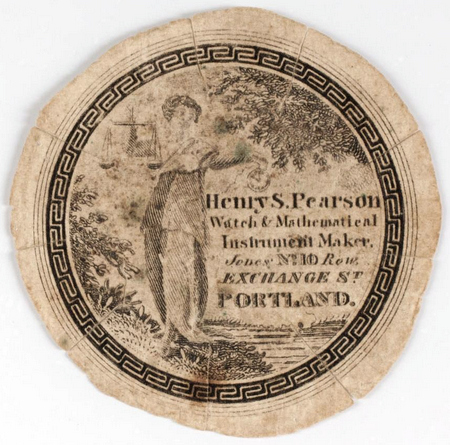 Henry S. Pearson
Watch & Mathematical
Instrument Maker,
Jones' No. 10 Row,
EXCHANGE ST
PORTLAND.